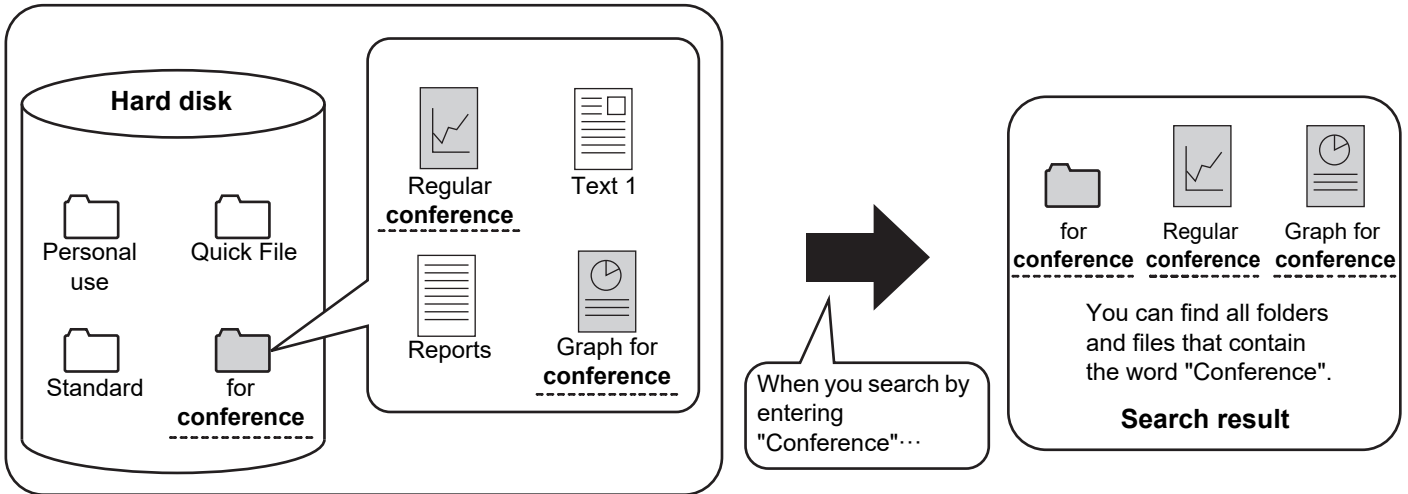 Hard disk
Personal
use
Quick File
Standard
for
conference
Regular
conference
Text 1
Reports
Graph for
conference
When you search by
entering
"Conference"···
for
conference
Regular
conference
Graph for
conference
You can find all folders
and files that contain
the word "Conference".
Search result